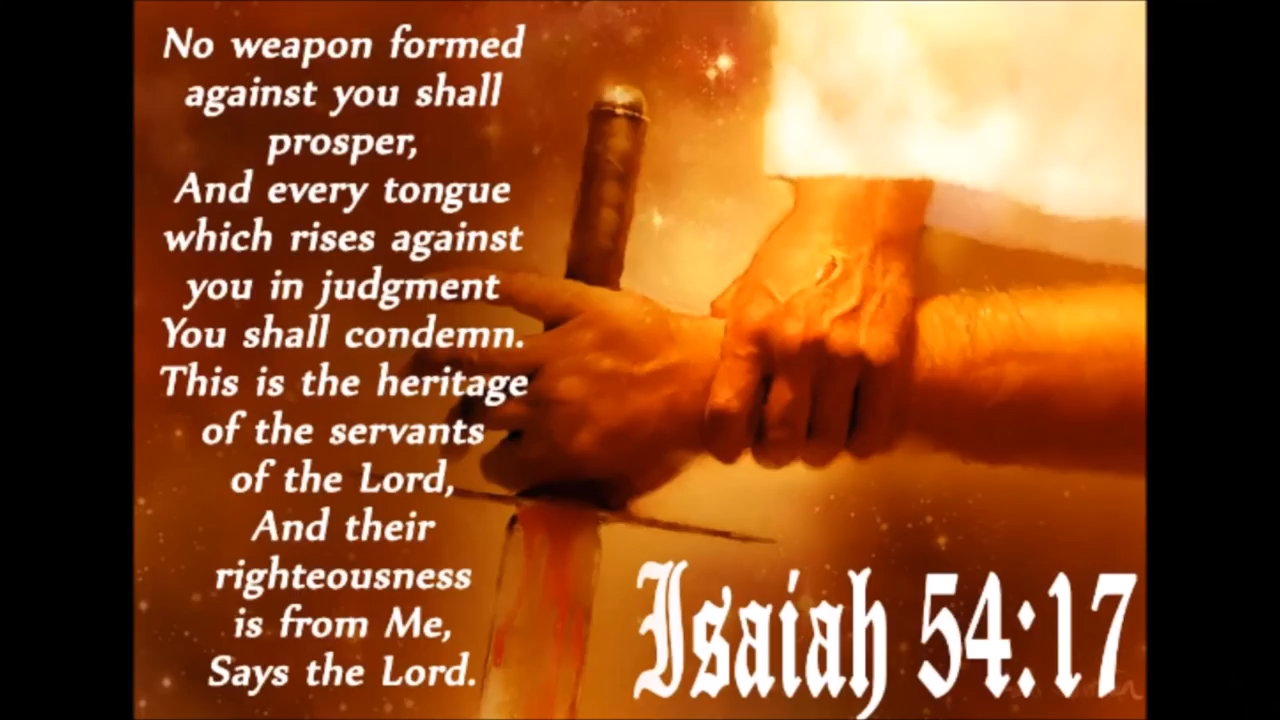 No weapon formed
against you shall
prosper,
And every tongue
which rises against
you in judgment
You shall condemn.
This is the heritage
of the servants
of the Lord,
And their
righteousness
is from Me,
Says the Lord.
Isaiah 54:17